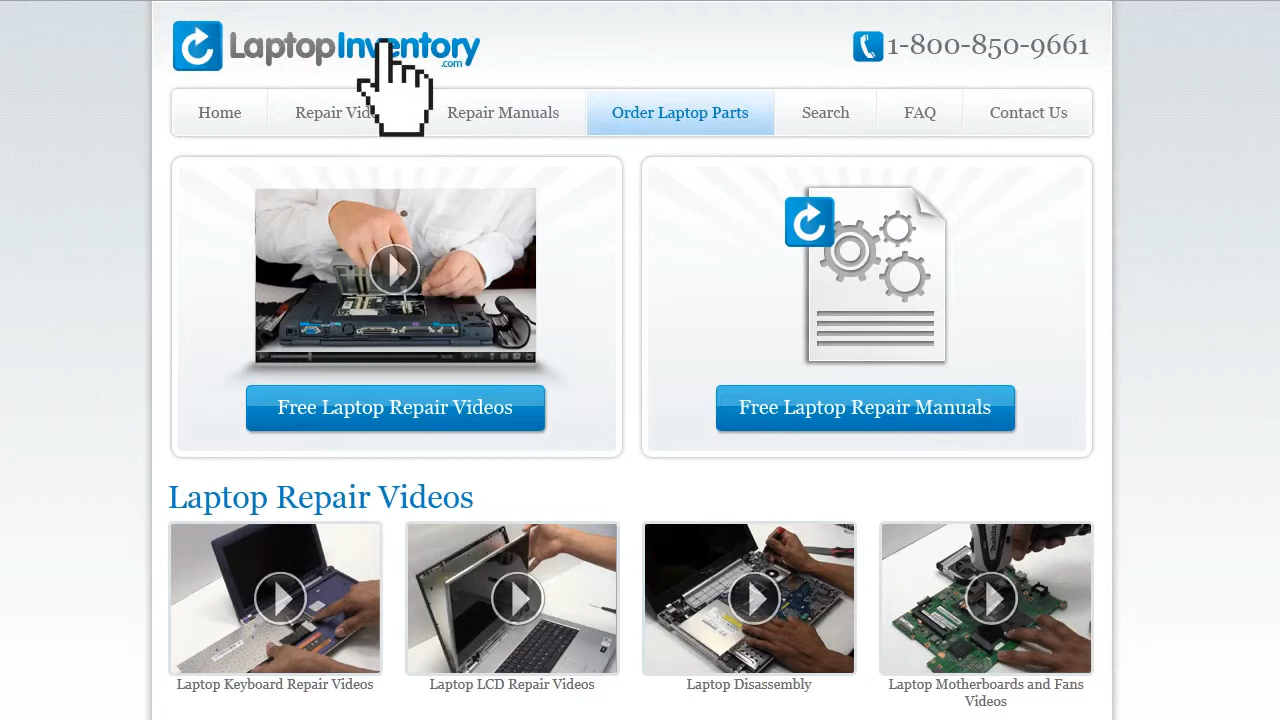 LaptopInventory
.com
1-800-850-9661
Home
Repair
Repair Manuals
Order Laptop Parts
Search
FAQ
Contact Us
Free Laptop Repair Videos
Free Laptop Repair Manuals
Laptop Repair Videos
Laptop Keyboard Repair Videos
Laptop LCD Repair Videos
Laptop Disassembly
Laptop Motherboards and Fans
Videos